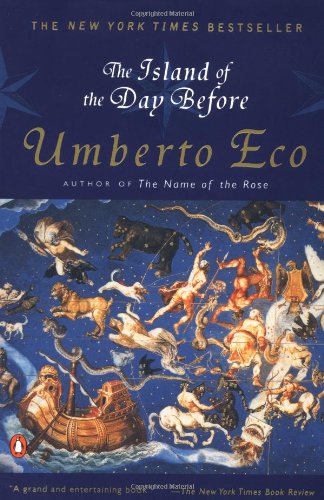 THE NEW YORK TIMES BESTSELLER
The Island of
the Day Before
Umberto Eco
AUTHOR OF The Name of the Rose
"A grand and entertaining book" —The New York Times Book Review